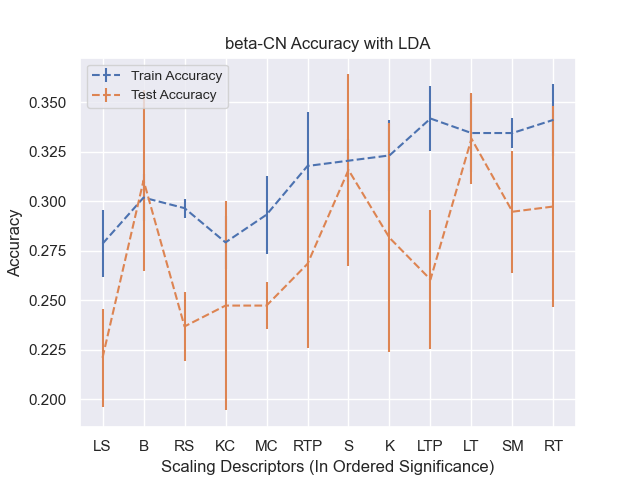 beta-CN Accuracy with LDA
Train Accuracy
Test Accuracy
0.350
0.325
0.300
0.275
0.250
0.225
0.200
Accuracy
LS B RS KC MC RTP S K LTP LT SM RT
Scaling Descriptors (In Ordered Significance)